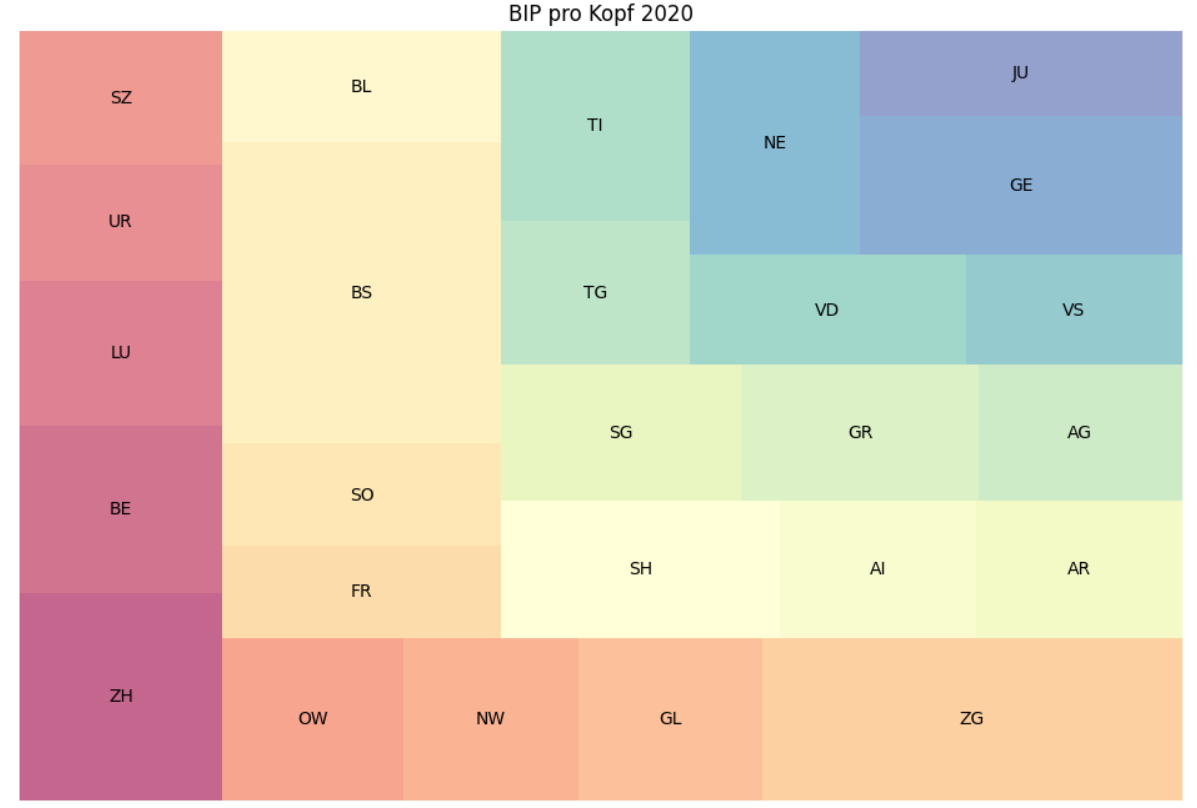 BIP pro Kopf 2020
SZ
BL
TI
NE
JU
GE
UR
BS
TG
VD
VS
LU
SG
GR
AG
BE
SO
SH
AI
AR
FR
ZH
OW
NW
GL
ZG